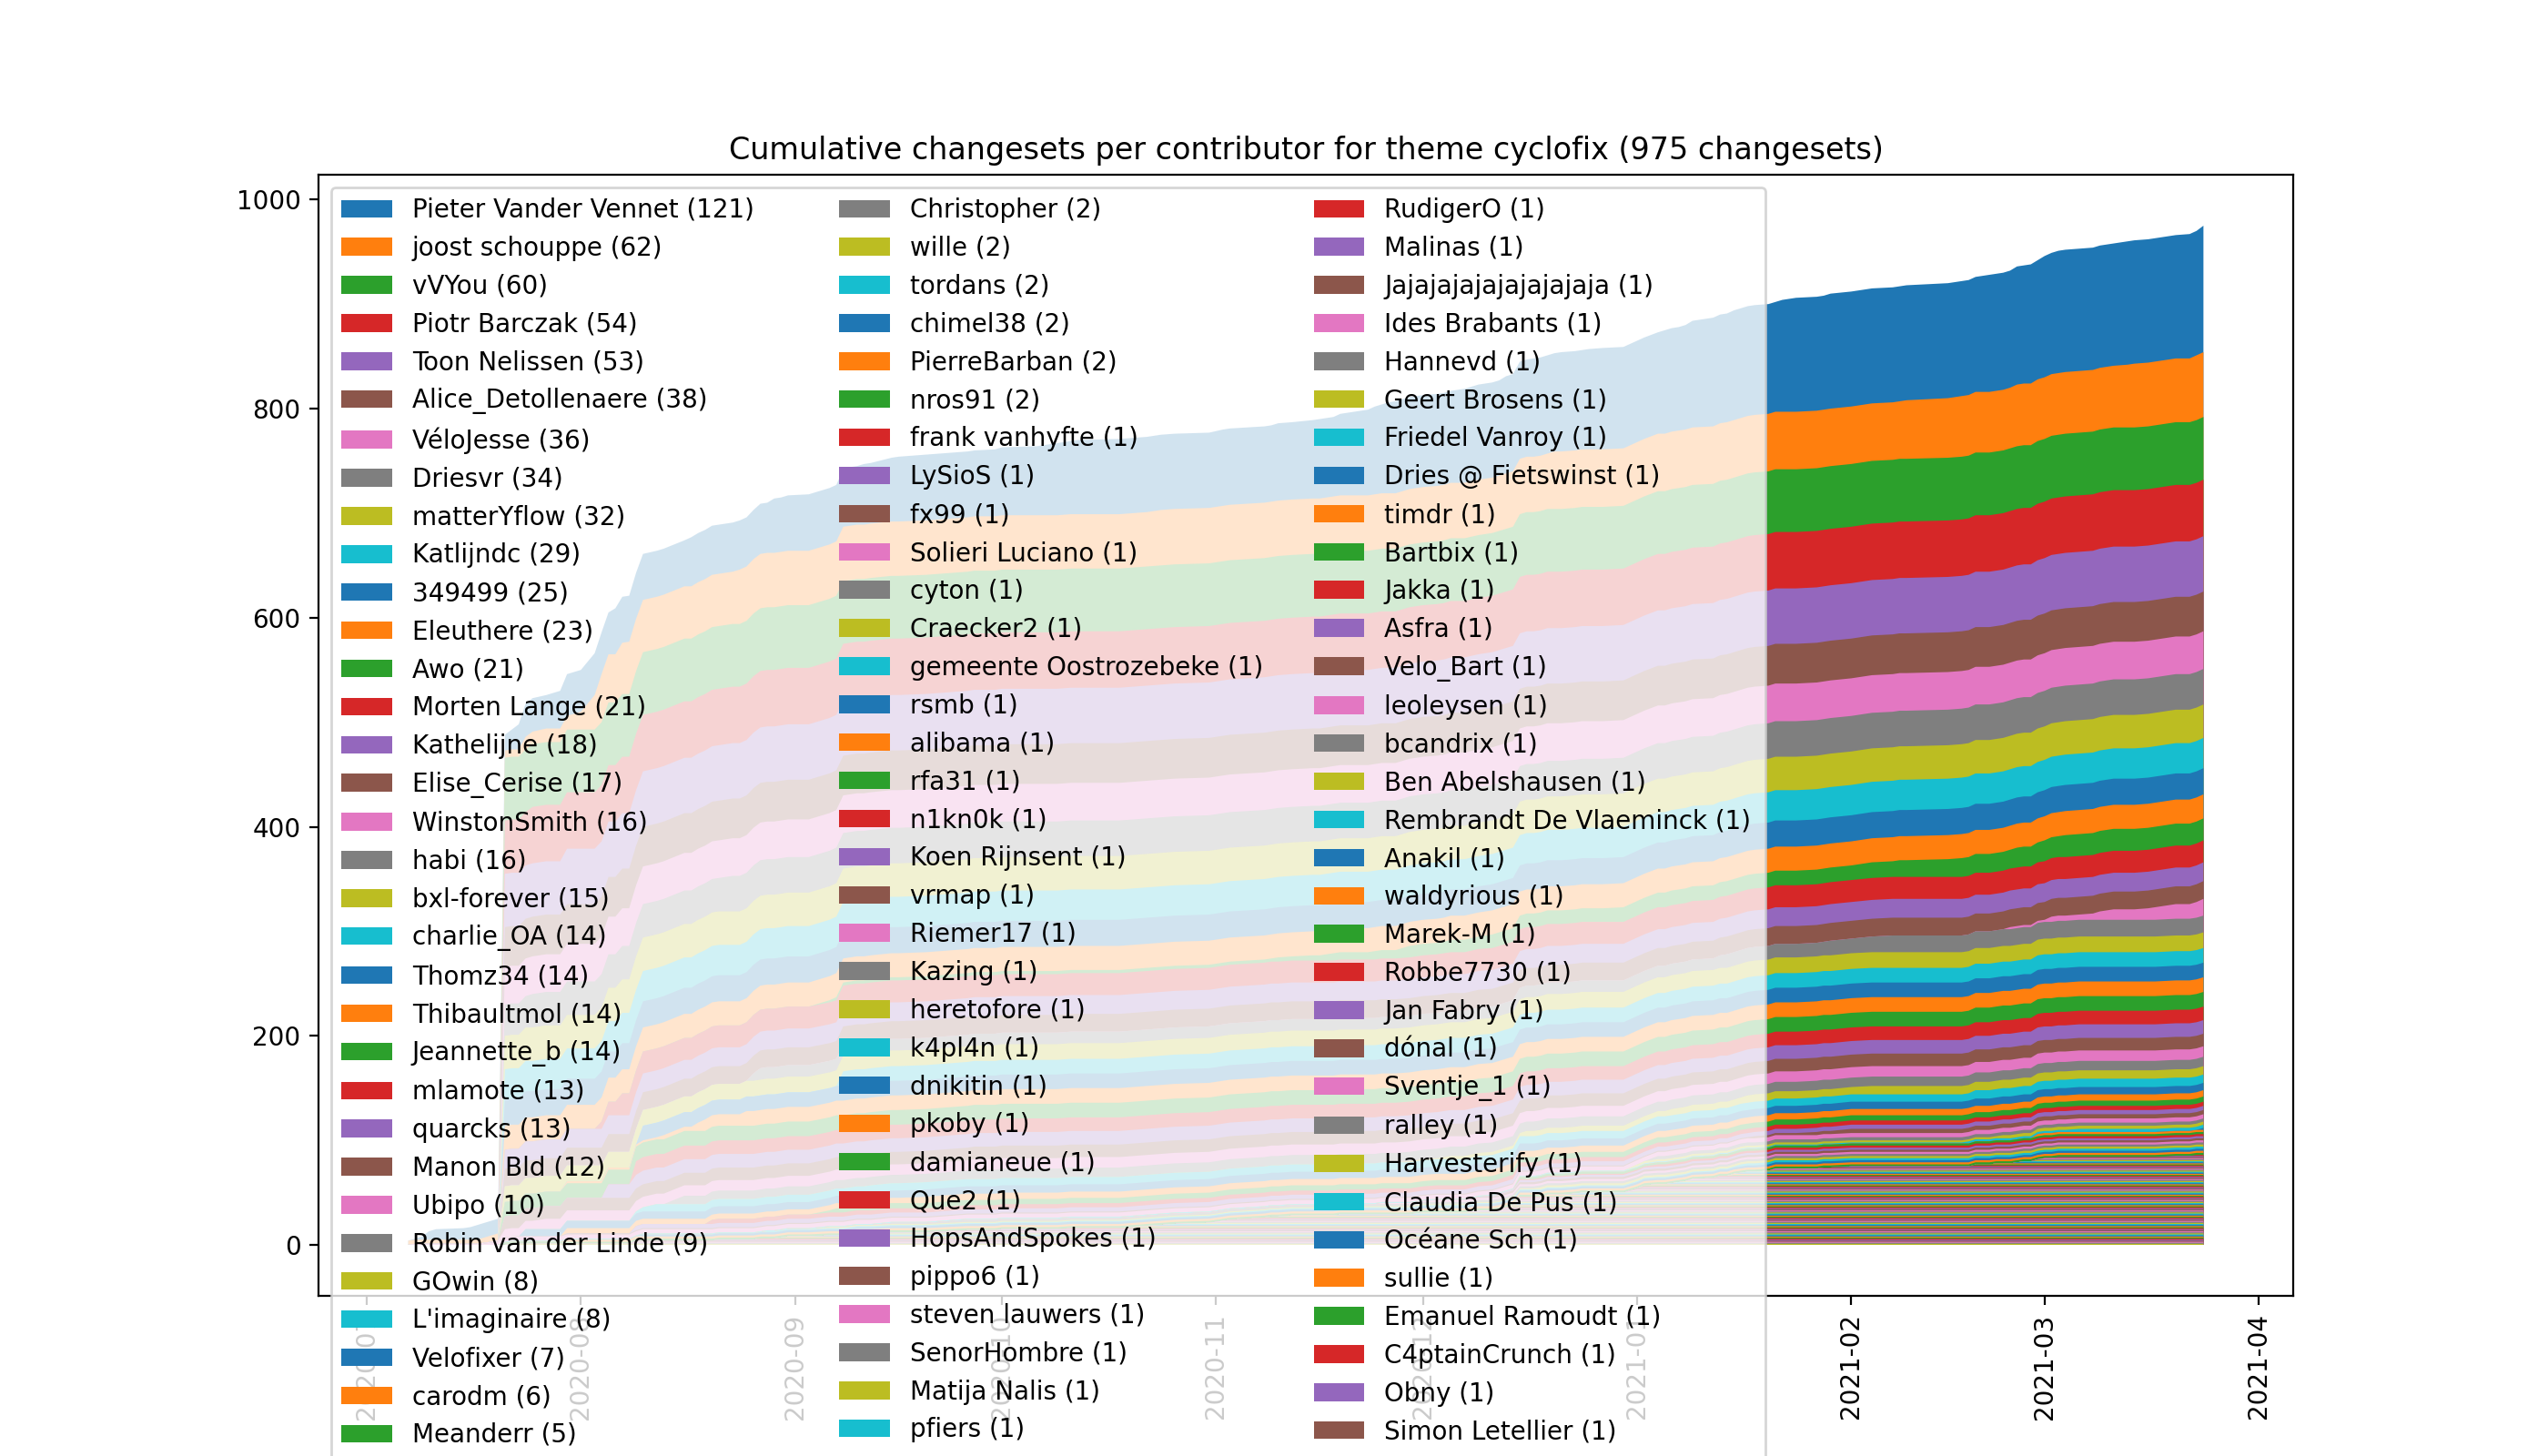 Cumulative changesets per contributor for theme cyclofix (975 changesets)
1000
800
600
400
200
0
Pieter Vander Vennet (121)
joost schouppe (62)
vVYou (60)
Piotr Barczak (54)
Toon Nelissen (53)
Alice_Detollenaere (38)
VéloJesse (36)
Driesvr (34)
matterYflow (32)
Katlijndc (29)
349499 (25)
Eleuthere (23)
Awo (21)
Morten Lange (21)
Kathelijne (18)
Elise_Cerise (17)
WinstonSmith (16)
habi (16)
bxl-forever (15)
charlie_OA (14)
Thomz34 (14)
Thibaultmol (14)
Jeannette_b (14)
mlamote (13)
quarcks (13)
Manon Bld (12)
Ubipo (10)
Robin van der Linde (9)
GOwin (8)
L'imaginaire (8)
Velofixer (7)
carodm (6)
Meanderr (5)
Christopher (2)
wille (2)
tordans (2)
chimel38 (2)
PierreBarban (2)
nros91 (2)
frank vanhyfte (1)
LySioS (1)
fx99 (1)
Solieri Luciano (1)
cyton (1)
Craecker2 (1)
gemeente Oostrozebeke (1)
rsmb (1)
alibama (1)
rfa31 (1)
n1kn0k (1)
Koen Rijnsent (1)
vrmap (1)
Riemer17 (1)
Kazing (1)
heretofore (1)
k4pl4n (1)
dnikitin (1)
pkoby (1)
damianeue (1)
Que2 (1)
HopsAndSpokes (1)
pippo6 (1)
steven lauwers (1)
SenorHombre (1)
Matija Nalis (1)
pfiers (1)
RudigerO (1)
Malinas (1)
Jajajajajajajajaja (1)
Ides Brabants (1)
Hannevd (1)
Geert Brosens (1)
Friedel Vanroy (1)
Dries @ Fietswinst (1)
timdr (1)
Bartbix (1)
Jakka (1)
Asfra (1)
Velo_Bart (1)
leoleysen (1)
bcandrix (1)
Ben Abelshausen (1)
Rembrandt De Vlaeminck (1)
Anakil (1)
waldyrious (1)
Marek-M (1)
Robbe7730 (1)
Jan Fabry (1)
dónal (1)
Sventje_1 (1)
ralley (1)
Harvesterify (1)
Claudia De Pus (1)
Océane Sch (1)
sullie (1)
Emanuel Ramoudt (1)
C4ptainCrunch (1)
Obny (1)
Simon Letellier (1)
2020-08
2020-09
2020-10
2020-11
2020-12
2021-01
2021-02
2021-03
2021-04